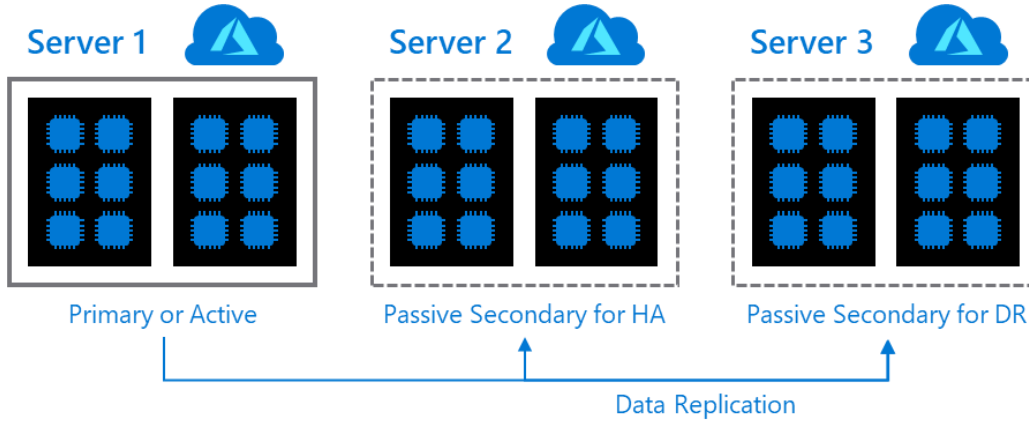 Server 1
Server 2
Server 3
Primary or Active
Passive Secondary for HA
Passive Secondary for DR
Data Replication